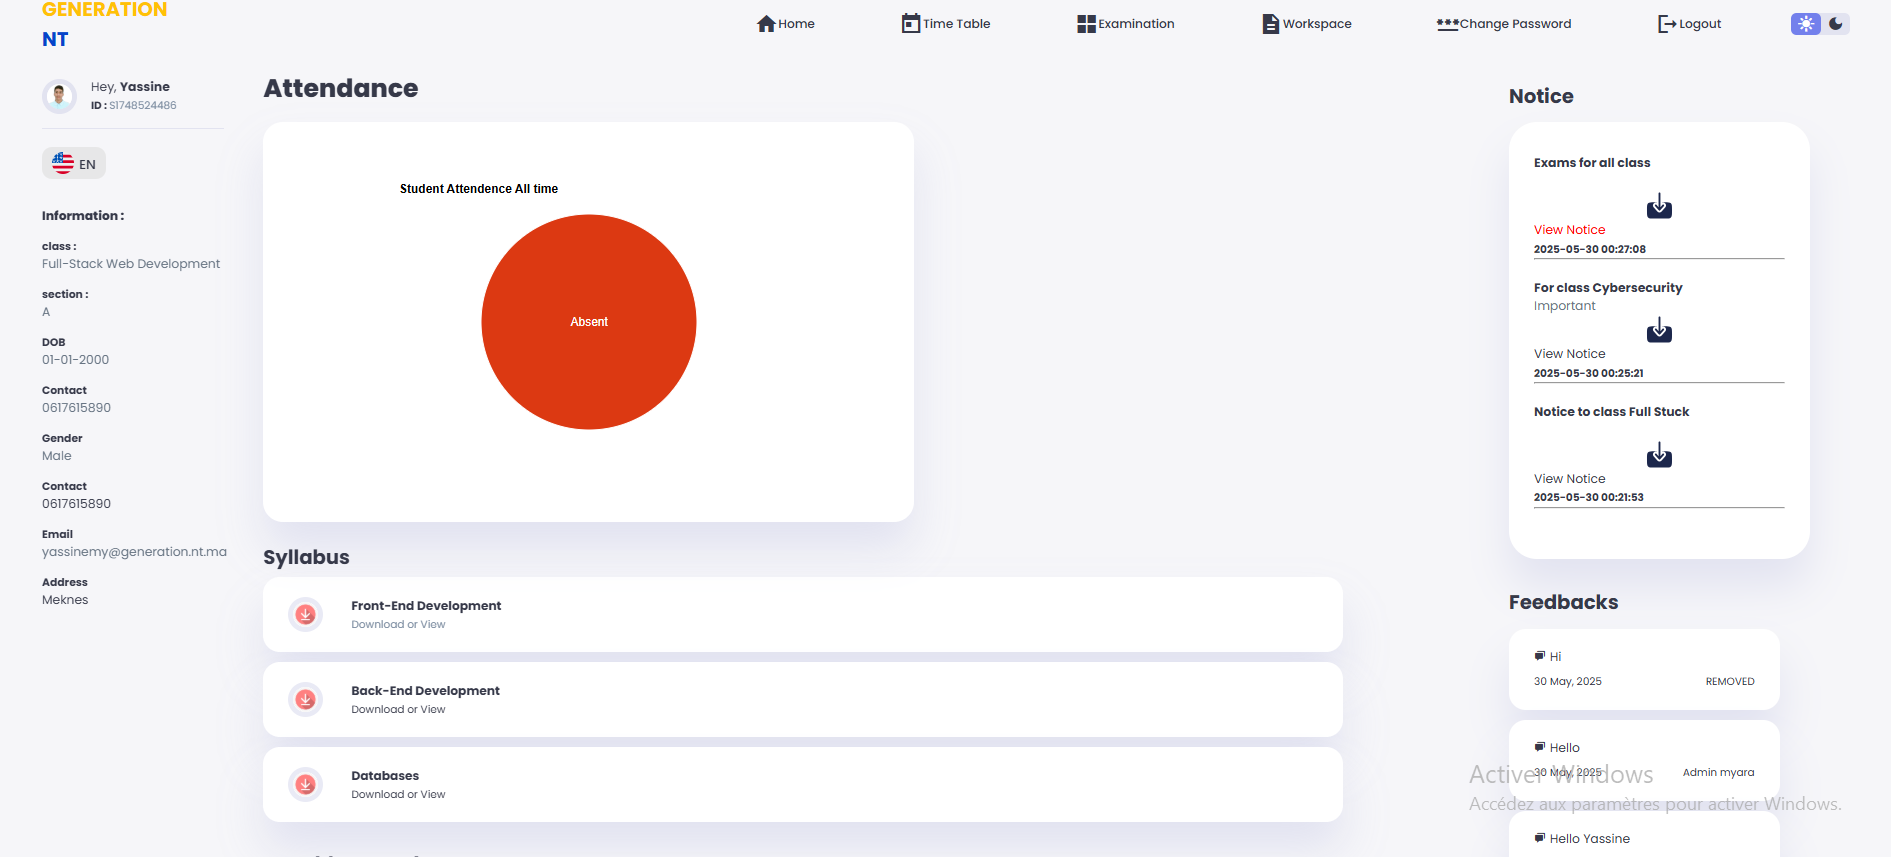 GENERATION
NT
Home
Time Table
Examination
Workspace
***Change Password
Logout
Hey, Yassine
ID : S1748524486
EN
Information :
class :
Full-Stack Web Development
section :
A
DOB
01-01-2000
Contact
0617615890
Gender
Male
Contact
0617615890
Email
yassinemy@generation.nt.ma
Address
Meknes
Attendance
Student Attendence All time
Absent
Syllabus
Front-End Development
Download or View
Back-End Development
Download or View
Databases
Download or View
Notice
Exams for all class
View Notice
2025-05-30 00:27:08
For class Cybersecurity
Important
View Notice
2025-05-30 00:25:21
Notice to class Full Stuck
View Notice
2025-05-30 00:21:53
Feedbacks
Hi
30 May, 2025 REMOVED
Hello
30 May, 2025 Admin myara
Hello Yassine
Activer Windows
Accédez aux paramètres pour activer Windows.